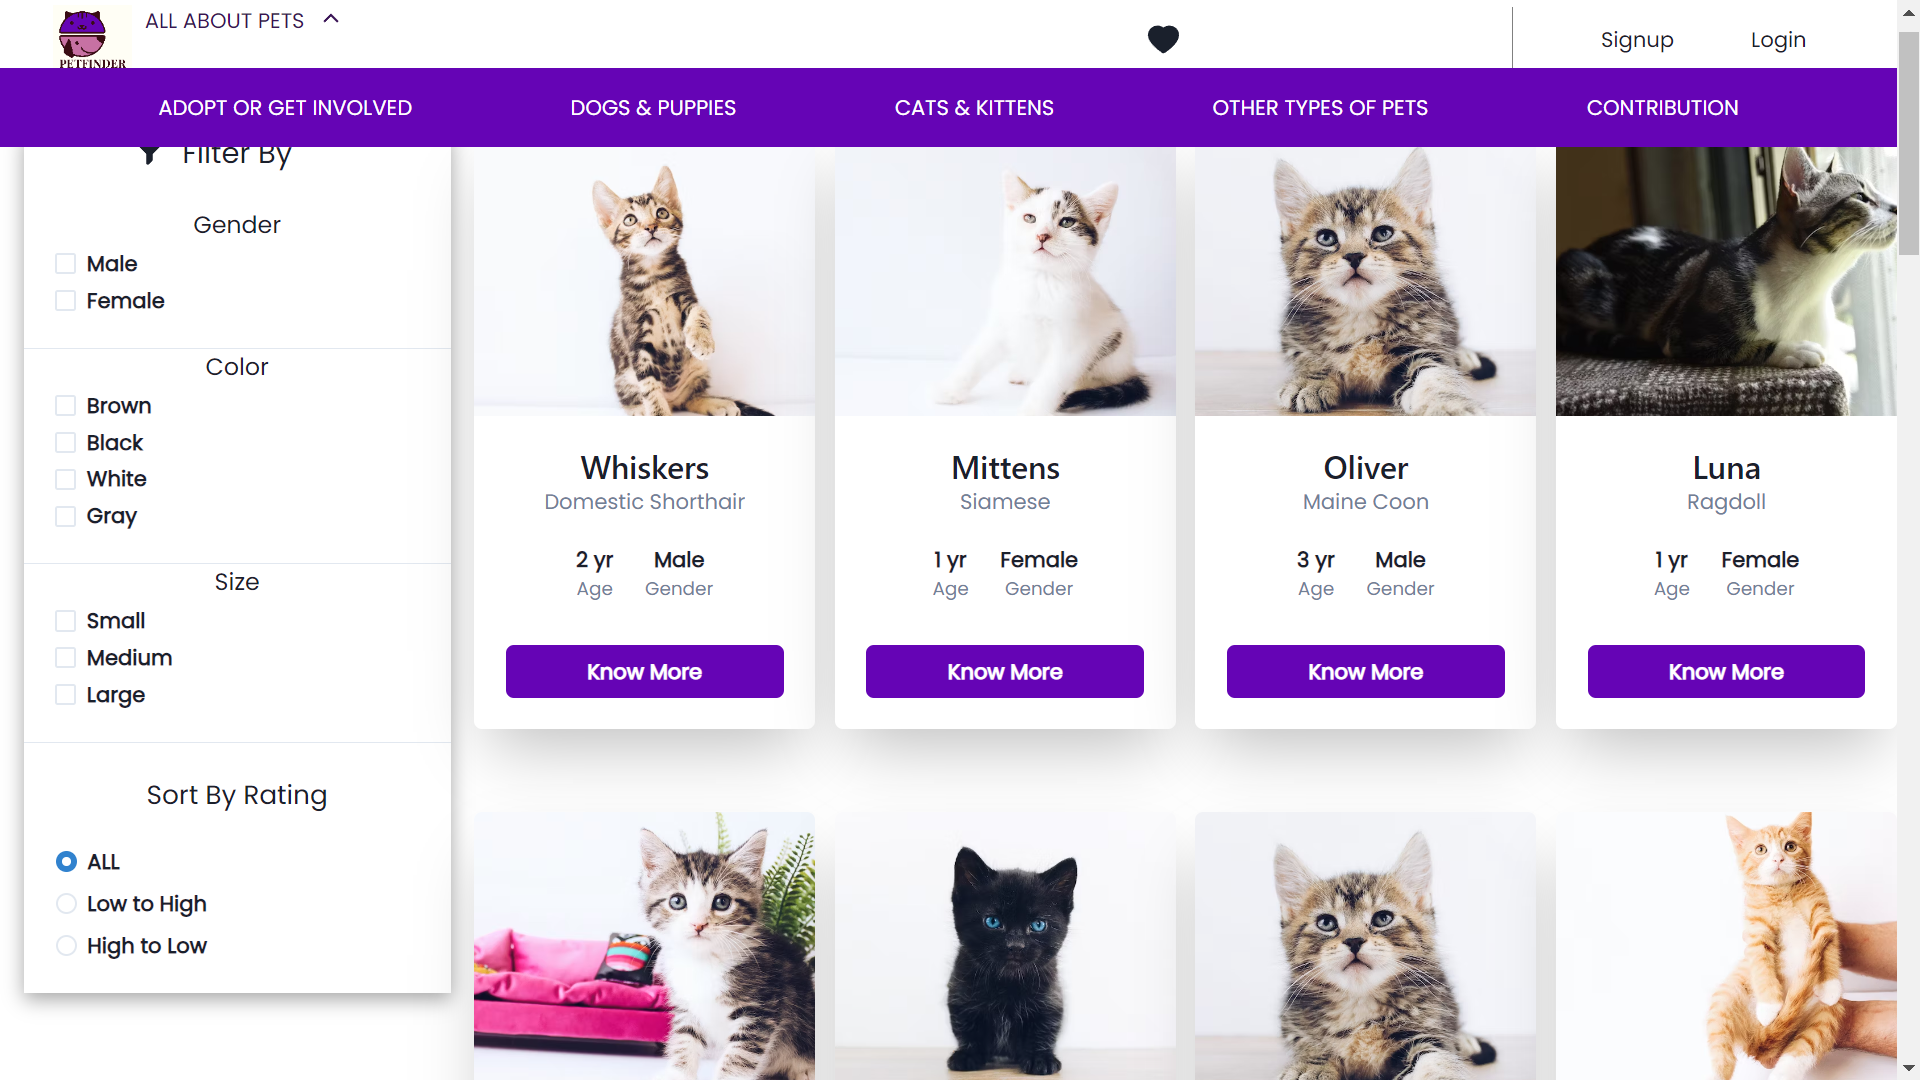 PETFINDER
ALL ABOUT PETS
Signup
Login
ADOPT OR GET INVOLVED
DOGS & PUPPIES
CATS & KITTENS
OTHER TYPES OF PETS
CONTRIBUTION
Filter By
Gender
Male
Female
Color
Brown
Black
White
Gray
Size
Small
Medium
Large
Sort By Rating
ALL
Low to High
High to Low
Whiskers
Domestic Shorthair
2 yr
Male
Age
Gender
Know More
Mittens
Siamese
1 yr
Female
Age
Gender
Know More
Oliver
Maine Coon
3 yr
Male
Age
Gender
Know More
Luna
Ragdoll
1 yr
Female
Age
Gender
Know More